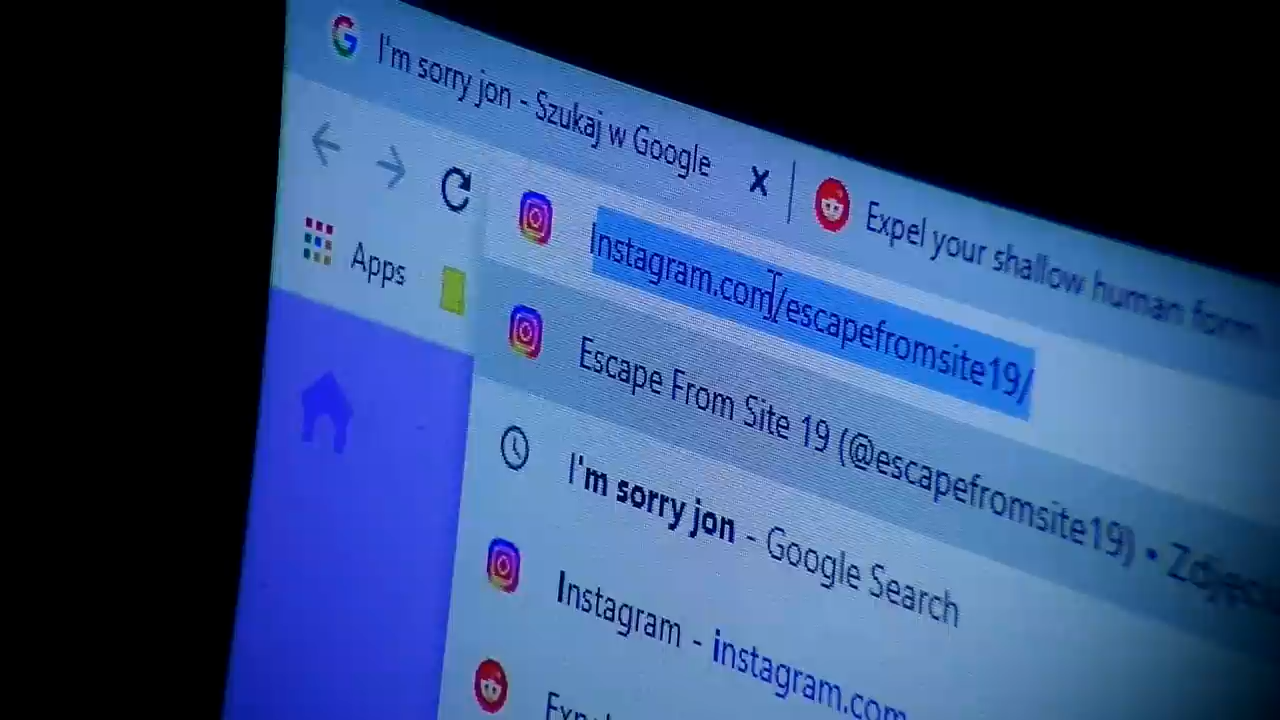 I'm sorry jon - Szukaj w Google
Expel your shallow human form
Instagram.com/escapefromsite19/
Apps
Escape From Site 19 (@escapefromsite19) •
I'm sorry jon - Google Search
Instagram - instagram.com